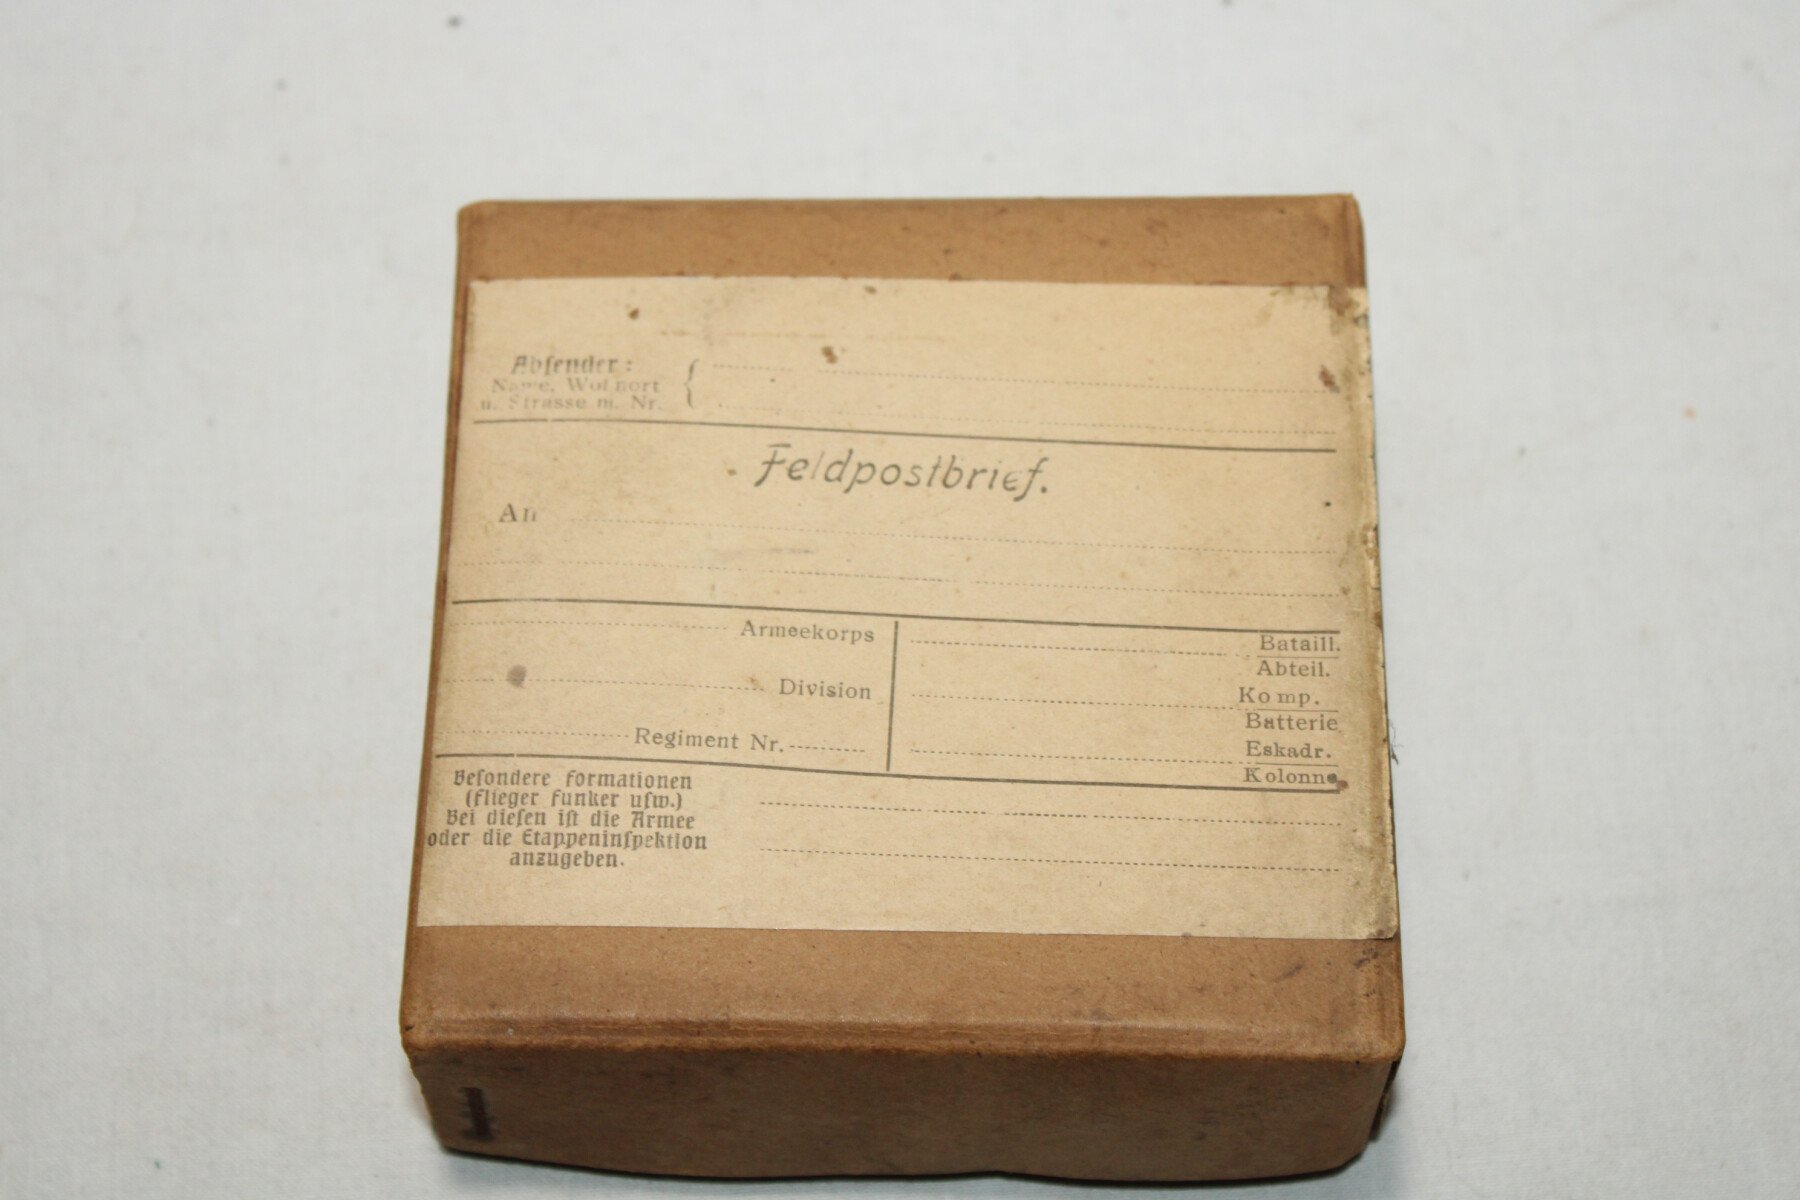 Abſender:
Name, Wohnort
u. Strasse m. Nr.
Feldpostbrief.
An
Armeekorps
Bataill.
Abteil.
Division
Komp.
Batterie
Regiment Nr.
Eskadr.
Kolonne
Beſondere Formationen
(Flieger Funker uſw.)
Bei dieſen iſt die Armee
oder die Etappeninſpektion
anzugeben.